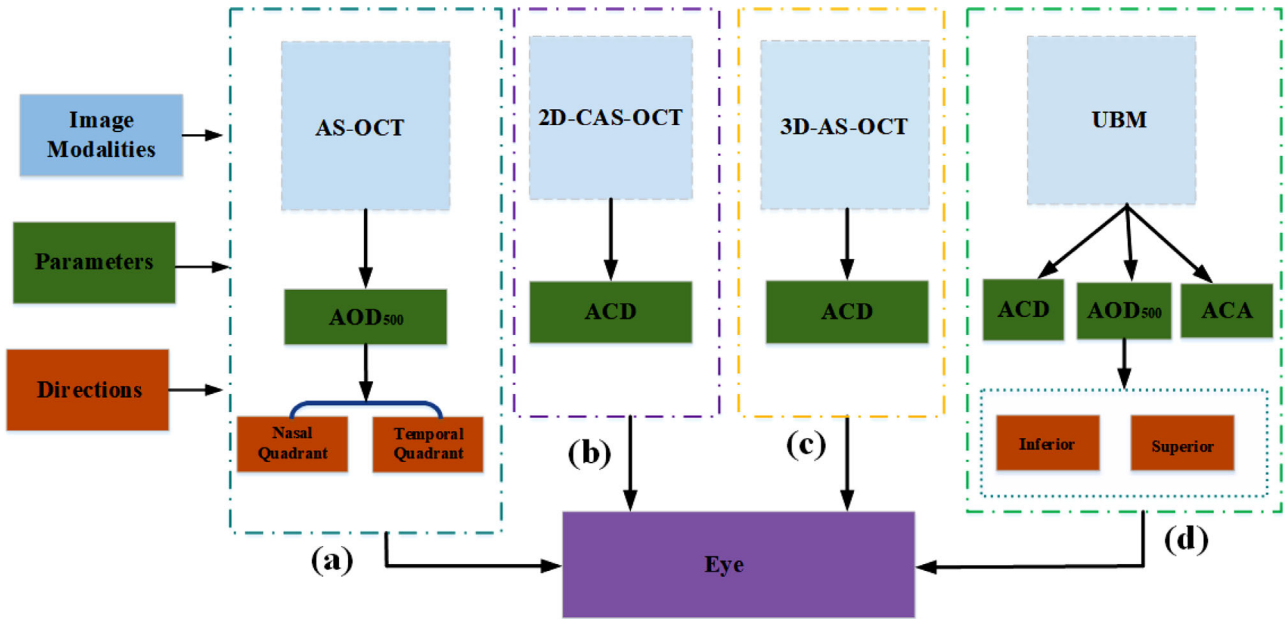 Image
Modalities
Parameters
Directions
AS-OCT
AOD500
Nasal
Quadrant
Temporal
Quadrant
(a)
2D-CAS-OCT
ACD
(b)
3D-AS-OCT
ACD
(c)
UBM
ACD
AOD500
ACA
Inferior
Superior
(d)
Eye